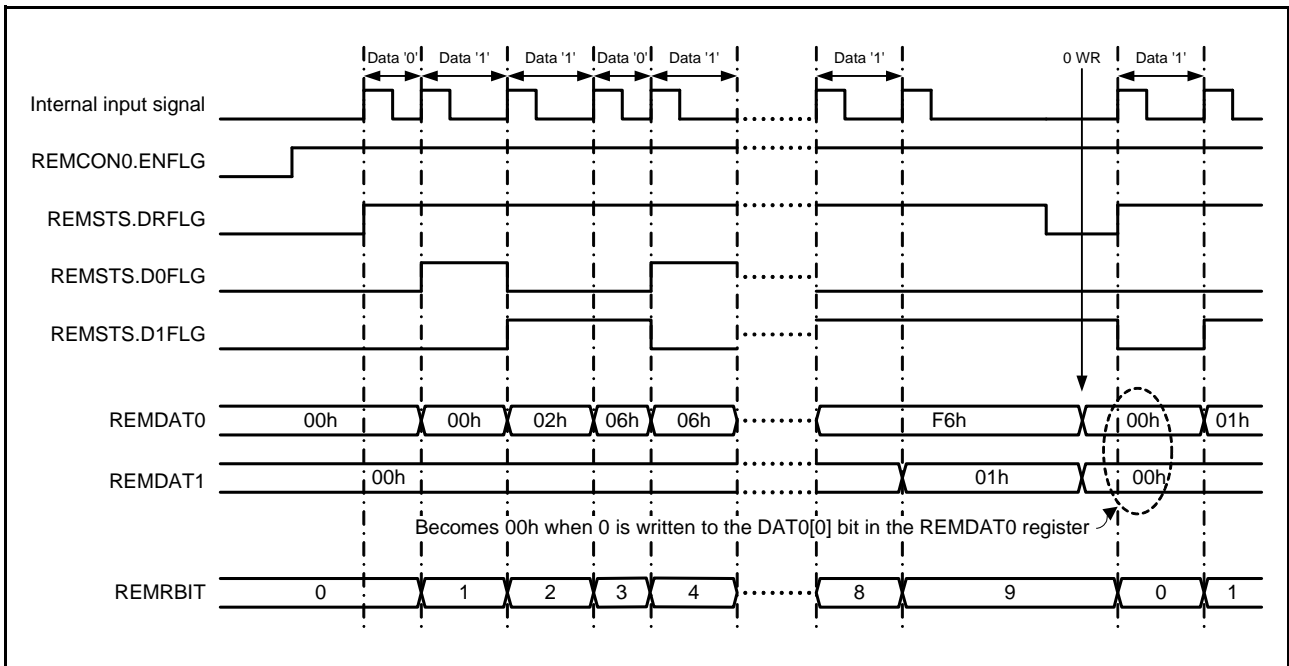 Data '0' Data '1' Data '1' Data '0' Data '1' Data '1' 0 WR Data '1'
Internal input signal
REMCON0.ENFLG
REMSTS.DRFLG
REMSTS.D0FLG
REMSTS.D1FLG
REMDAT0 00h 00h 02h 06h 06h F6h 00h 01h
REMDAT1 00h 01h 00h
Becomes 00h when 0 is written to the DAT0[0] bit in the REMDAT0 register
REMRBIT 0 1 2 3 4 8 9 0 1